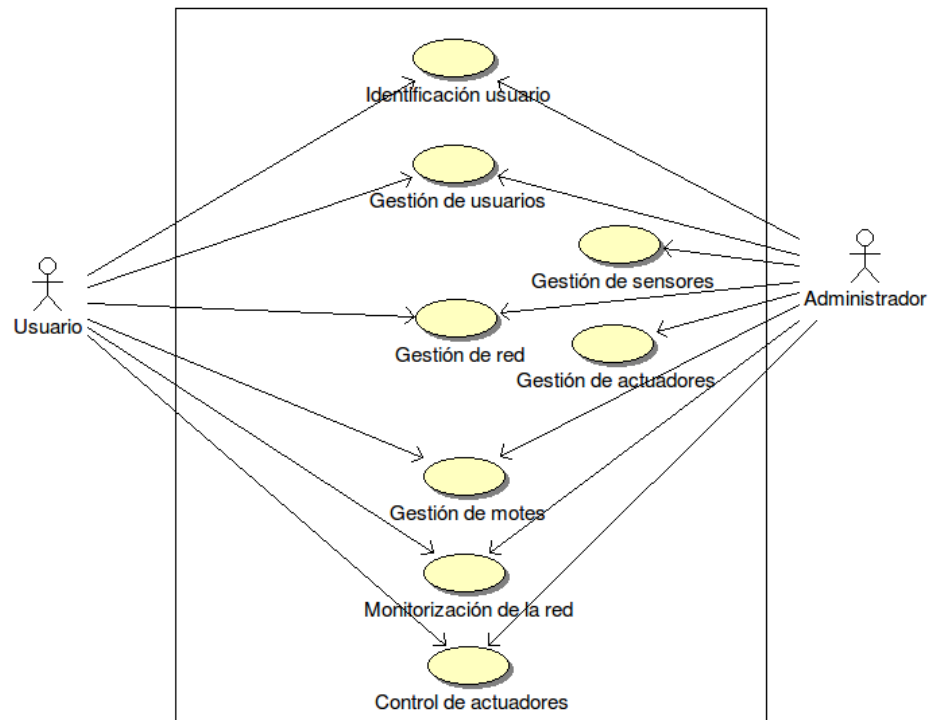 Identificación usuario
Gestión de usuarios
Gestión de sensores
Usuario
Administrador
Gestión de red
Gestión de actuadores
Gestión de motes
Monitorización de la red
Control de actuadores